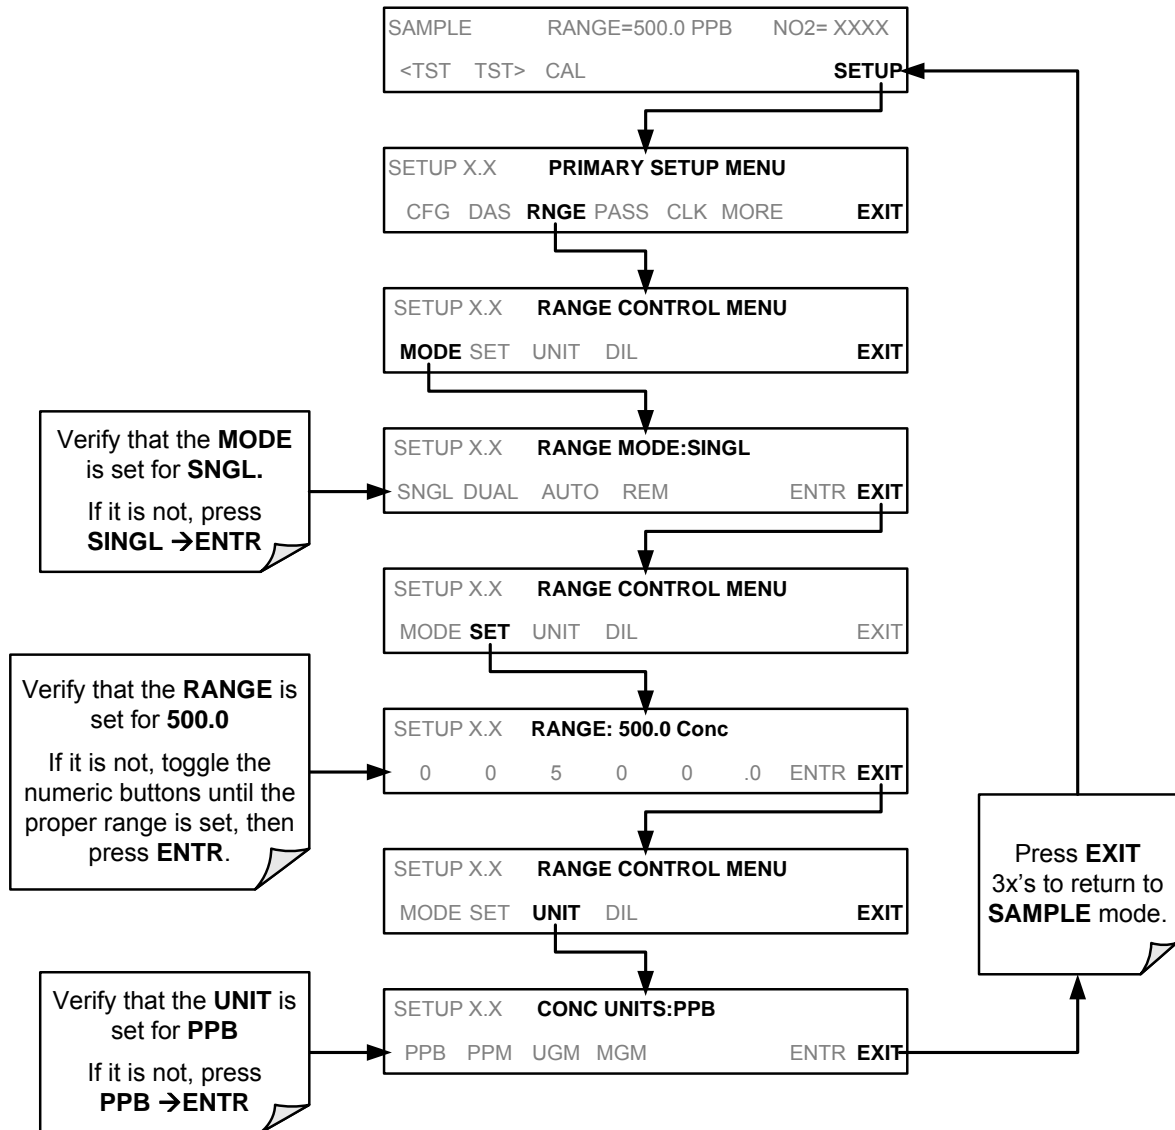 SAMPLE RANGE=500.0 PPB NO2= XXXX
<TST TST> CAL SETUP
SETUP X.X PRIMARY SETUP MENU
CFG DAS RNGE PASS CLK MORE EXIT
SETUP X.X RANGE CONTROL MENU
MODE SET UNIT DIL EXIT
Verify that the MODE
is set for SNGL.
If it is not, press
SINGL →ENTR
SETUP X.X RANGE MODE:SINGL
SNGL DUAL AUTO REM ENTR EXIT
SETUP X.X RANGE CONTROL MENU
MODE SET UNIT DIL EXIT
Verify that the RANGE is
set for 500.0
If it is not, toggle the
numeric buttons until the
proper range is set, then
press ENTR.
SETUP X.X RANGE: 500.0 Conc
0 0 5 0 0 .0 ENTR EXIT
SETUP X.X RANGE CONTROL MENU
MODE SET UNIT DIL EXIT
Verify that the UNIT is
set for PPB
If it is not, press
PPB →ENTR
SETUP X.X CONC UNITS:PPB
PPB PPM UGM MGM ENTR EXIT
Press EXIT
3x's to return to
SAMPLE mode.